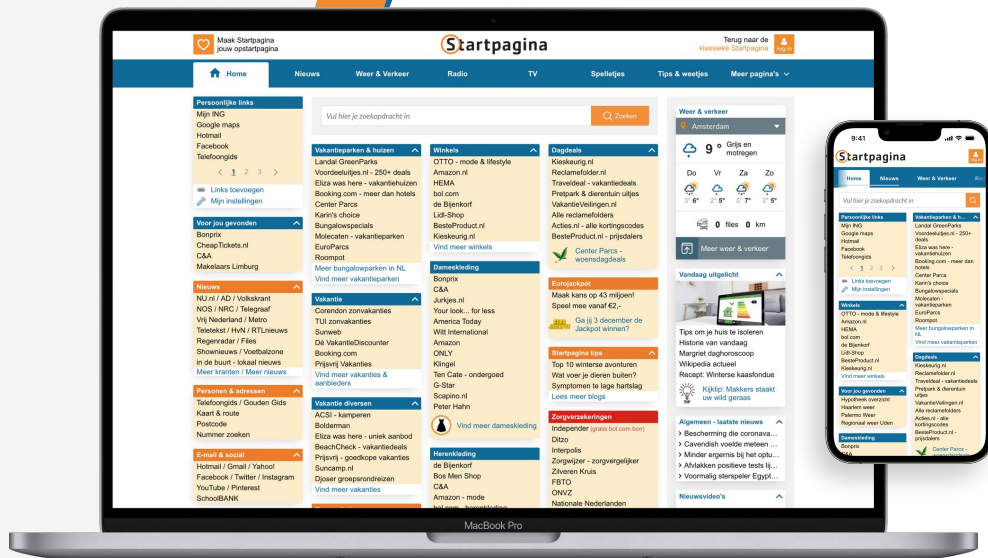 Maak Startpagina
jouw opstartpagina
Startpagina
Terug naar de
klassieke Startpagina
log in
Home
Nieuws
Weer & Verkeer
Radio
TV
Spelletjes
Tips & weetjes
Meer pagina's
Persoonlijke links
Mijn ING
Google maps
Hotmail
Facebook
Telefoongids
1 2 3
Links toevoegen
Mijn instellingen
Voor jou gevonden
Bonprix
CheapTickets.nl
C&A
Makelaars Limburg
Nieuws
NU.nl / AD / Volkskrant
NOS / NRC / Telegraaf
Vrij Nederland / Metro
Teletekst / HvN / RTLnieuws
Regenradar / Files
Shownieuws / Voetbalzone
in de buurt - lokaal nieuws
Meer kranten / Meer nieuws
Personen & adressen
Telefoongids / Gouden Gids
Kaart & route
Postcode
Nummer zoeken
E-mail & social
Hotmail / Gmail / Yahoo!
Facebook / Twitter / Instagram
YouTube / Pinterest
SchoolBANK
Vul hier je zoekopdracht in
Zoeken
Vakantieparken & huizen
Landal GreenParks
Voordeeluitjes.nl - 250+ deals
Eliza was here - vakantiehuizen
Booking.com - meer dan hotels
Center Parcs
Karin's choice
Bungalowspecials
Molecaten - vakantieparken
EuroParcs
Roompot
Meer bungalowparken in NL
Vind meer vakantieparken
Vakantie
Corendon zonvakanties
TUI zonvakanties
Sunweb
Dé VakantieDiscounter
Booking.com
Prijsvrij Vakanties
Vind meer vakanties &
aanbieders
Vakantie diversen
ACSI - kamperen
Bolderman
Eliza was here - uniek aanbod
BeachCheck - vakantiedeals
Prijsvrij - goedkope vakanties
Suncamp.nl
Djoser groepsrondreizen
Vind meer vakanties
Winkels
OTTO - mode & lifestyle
Amazon.nl
HEMA
bol.com
de Bijenkorf
Lidl-Shop
BesteProduct.nl
Kieskeurig.nl
Vind meer winkels
Dameskleding
Bonprix
C&A
Jurkjes.nl
Your look... for less
America Today
Witt International
Amazon
ONLY
Klingel
Ten Cate - ondergoed
G-Star
Scapino.nl
Peter Hahn
Vind meer dameskleding
Herenkleding
de Bijenkorf
Bos Men Shop
C&A
Amazon - mode
bol.com - herenkleding
Dagdeals
Kieskeurig.nl
Reclamefolder.nl
Traveldeal - vakantiedeals
Pretpark & dierentuin uitjes
VakantieVeilingen.nl
Alle reclamefolders
Acties.nl - alle kortingscodes
BesteProduct.nl - prijsdalers
Center Parcs -
woensdagdeals
Eurojackpot
Maak kans op 43 miljoen!
Speel mee vanaf €2,-
Ga jij 3 december de
Jackpot winnen?
Startpagina tips
Top 10 winterse avonturen
Wat voer je dieren buiten?
Symptomen te lage hartslag
Lees meer blogs
Zorgverzekeringen
Independer (gratis bol.com bon)
Ditzo
Interpolis
Zorgwijzer - zorgvergelijker
Zilveren Kruis
FBTO
ONVZ
Nationale Nederlanden
Weer & verkeer
Amsterdam
9 °
Grijs en
motregen
Do Vr Za Zo
3° 6° 2° 5° 5° 7° 3° 5°
0 files 0 km
Meer weer & verkeer
Vandaag uitgelicht
Tips om je huis te isoleren
Historie van vandaag
Margriet daghoroscoop
Wikipedia actueel
Recept: Winterse kaasfondue
Kijktip: Makkers staakt
uw wild geraas
Algemeen - laatste nieuws
Bescherming die coronava...
Cavendish voelde meteen ...
Minder ergernis bij het optu...
Afvlakken positieve tests lij...
Voormalig sterspeler Egypt...
Nieuwsvideo's
MacBook Pro
9:41
Startpagina
Home
Nieuws
Weer & Verkeer
Vul hier je zoekopdracht in
Persoonlijke links
Mijn ING
Google maps
Hotmail
Facebook
Telefoongids
1 2 3
Links toevoegen
Mijn instellingen
Winkels
OTTO - mode & lifestyle
Amazon.nl
HEMA
bol.com
de Bijenkorf
Lidl-Shop
BesteProduct.nl
Kieskeurig.nl
Vind meer winkels
Voor jou gevonden
Hypotheek overzicht
Haarlem weer
Palermo Weer
Regionaal weer Uden
Dameskleding
Bonprix
C&A
Vakantieparken & h...
Landal GreenParks
Voordeeluitjes.nl - 250+
deals
Eliza was here -
vakantiehuizen
Booking.com - meer dan
hotels
Center Parcs
Karin's choice
Bungalowspecials
Molecaten -
vakantieparken
EuroParcs
Roompot
Meer bungalowparken in
NL
Vind meer vakantieparken
Dagdeals
Kieskeurig.nl
Reclamefolder.nl
Traveldeal - vakantiedeals
Pretpark & dierentuin
uitjes
VakantieVeilingen.nl
Alle reclamefolders
Acties.nl - alle
kortingscodes
BesteProduct.nl -
prijsdalers
Center Parcs -
woensdagdeals